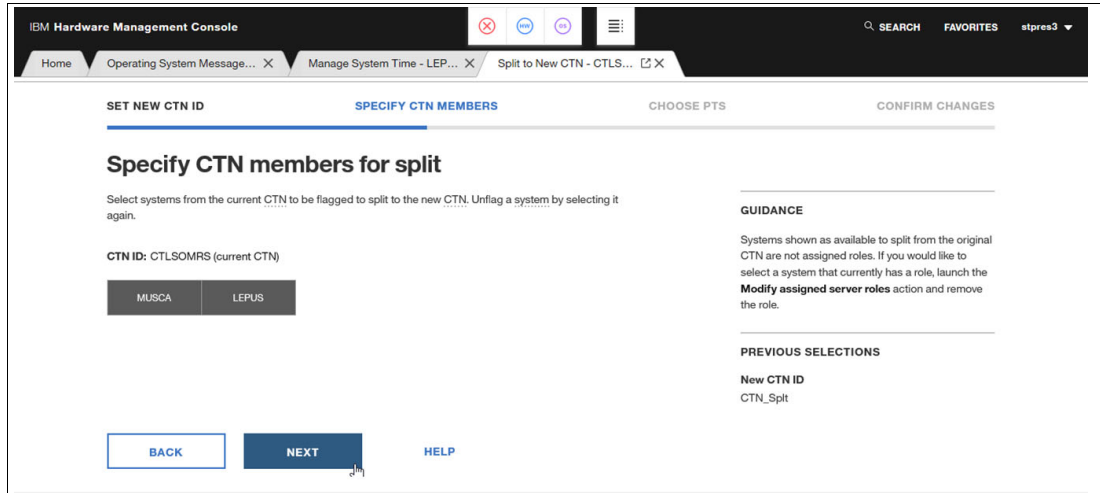 IBM Hardware Management Console
HW
OS
SEARCH
FAVORITES
stpres3
Home
Operating System Message...
Manage System Time - LEP...
Split to New CTN - CTLS...
SET NEW CTN ID
SPECIFY CTN MEMBERS
CHOOSE PTS
CONFIRM CHANGES
Specify CTN members for split
Select systems from the current CTN to be flagged to split to the new CTN. Unflag a system by selecting it
again.
CTN ID: CTLSOMRS (current CTN)
MUSCA
LEPUS
GUIDANCE
Systems shown as available to split from the original
CTN are not assigned roles. If you would like to
select a system that currently has a role, launch the
Modify assigned server roles action and remove
the role.
PREVIOUS SELECTIONS
New CTN ID
CTN_Splt
BACK
NEXT
HELP